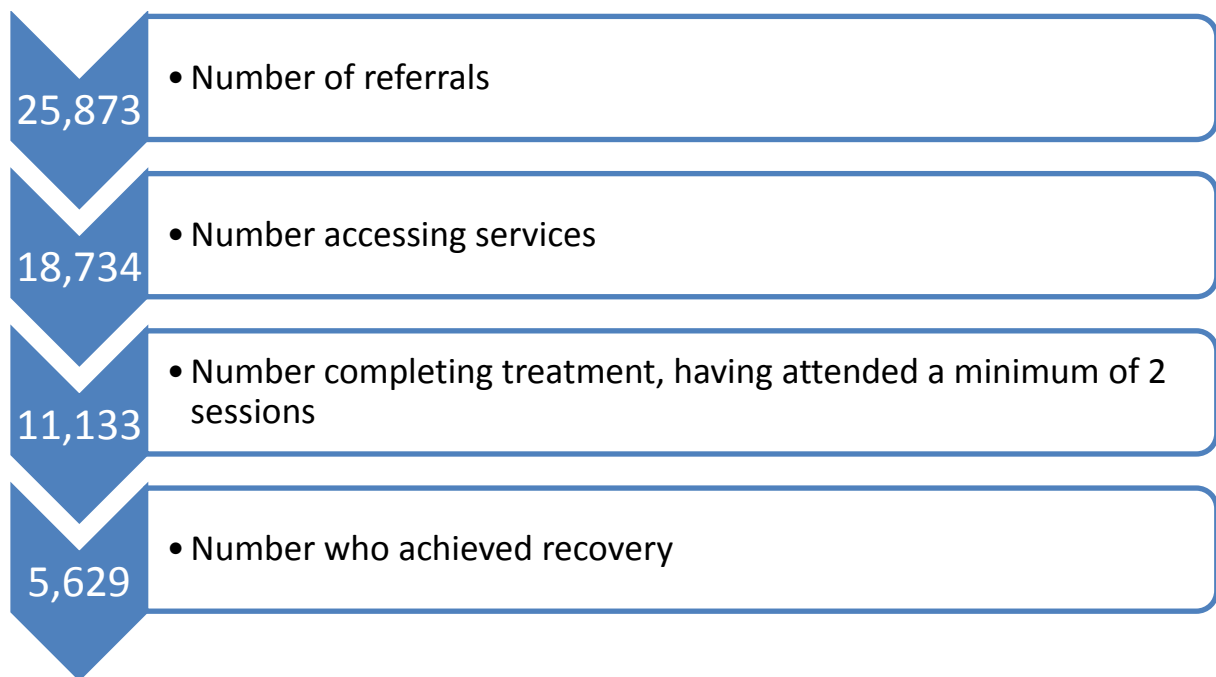 25,873
• Number of referrals
18,734
• Number accessing services
11,133
• Number completing treatment, having attended a minimum of 2
sessions
5,629
• Number who achieved recovery